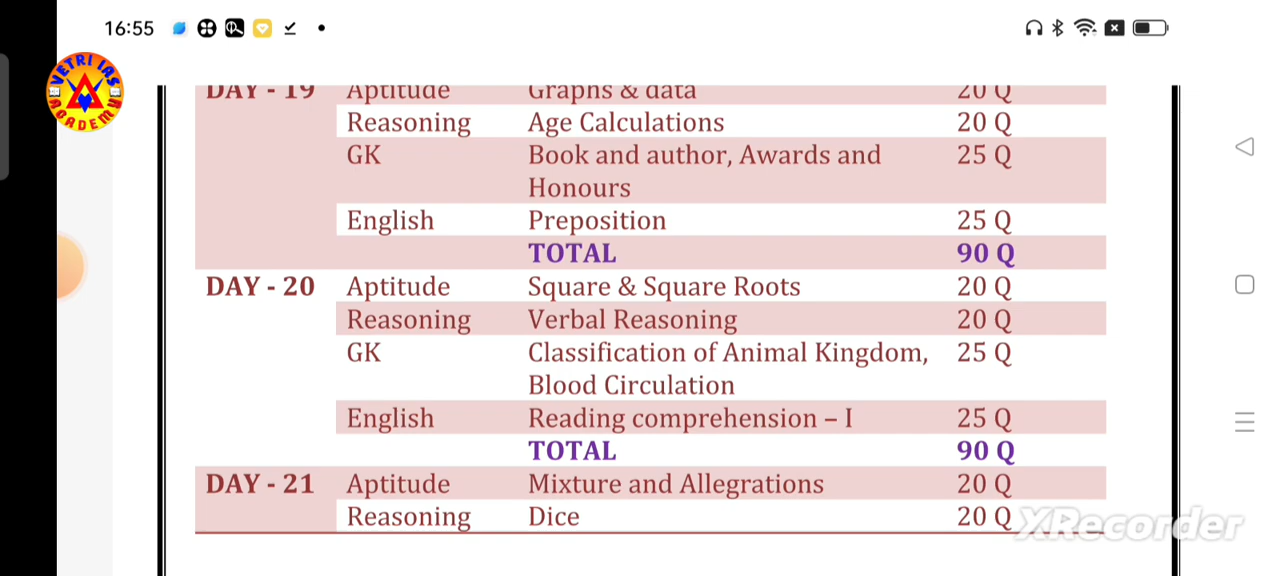 16:55
VETRI IAS
ACADEMY
DAY - 19 Aptitude Graphs & data 20 Q
Reasoning Age Calculations 20 Q
GK Book and author, Awards and 25 Q
Honours
English Preposition 25 Q
TOTAL 90 Q
DAY - 20 Aptitude Square & Square Roots 20 Q
Reasoning Verbal Reasoning 20 Q
GK Classification of Animal Kingdom, 25 Q
Blood Circulation
English Reading comprehension – I 25 Q
TOTAL 90 Q
DAY - 21 Aptitude Mixture and Allegrations 20 Q
Reasoning Dice 20 Q
XRecorder